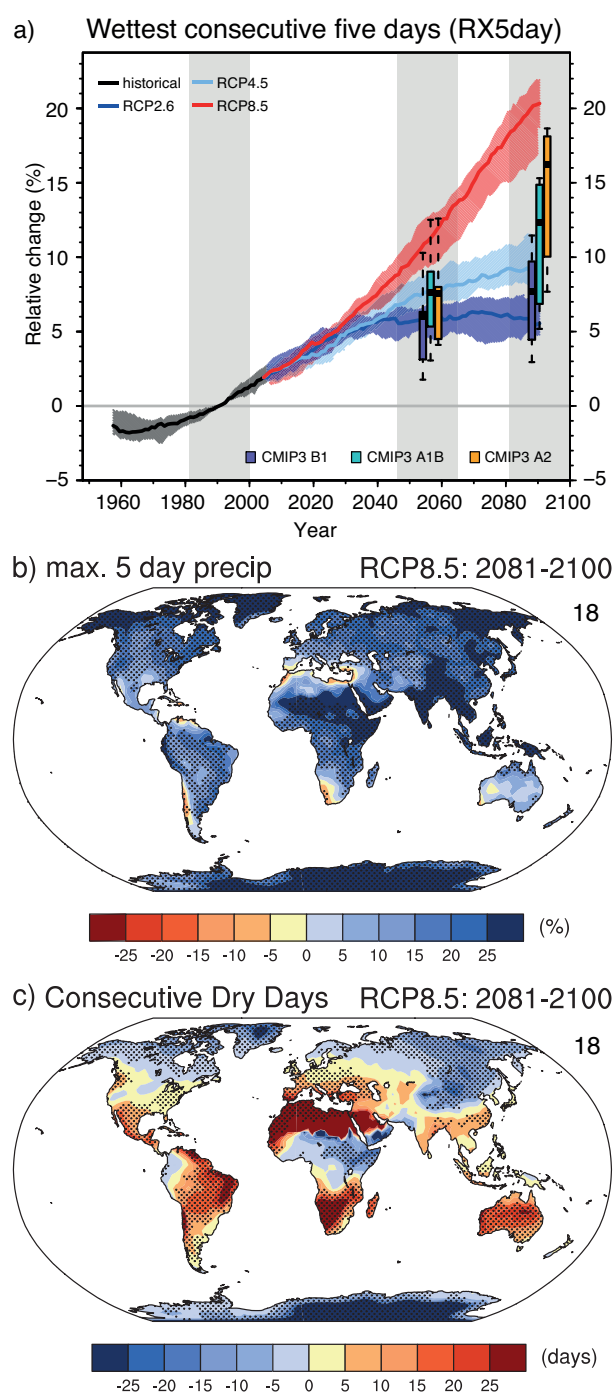 a) Wettest consecutive five days (RX5day)
historical RCP4.5
RCP2.6 RCP8.5
Relative change (%)
20 20
15 15
10 10
5 5
0 0
−5 −5
CMIP3 B1 CMIP3 A1B CMIP3 A2
1960 1980 2000 2020 2040 2060 2080 2100
Year
b) max. 5 day precip RCP8.5: 2081-2100
18
-25 -20 -15 -10 -5 0 5 10 15 20 25 (%)
c) Consecutive Dry Days RCP8.5: 2081-2100
18
-25 -20 -15 -10 -5 0 5 10 15 20 25 (days)